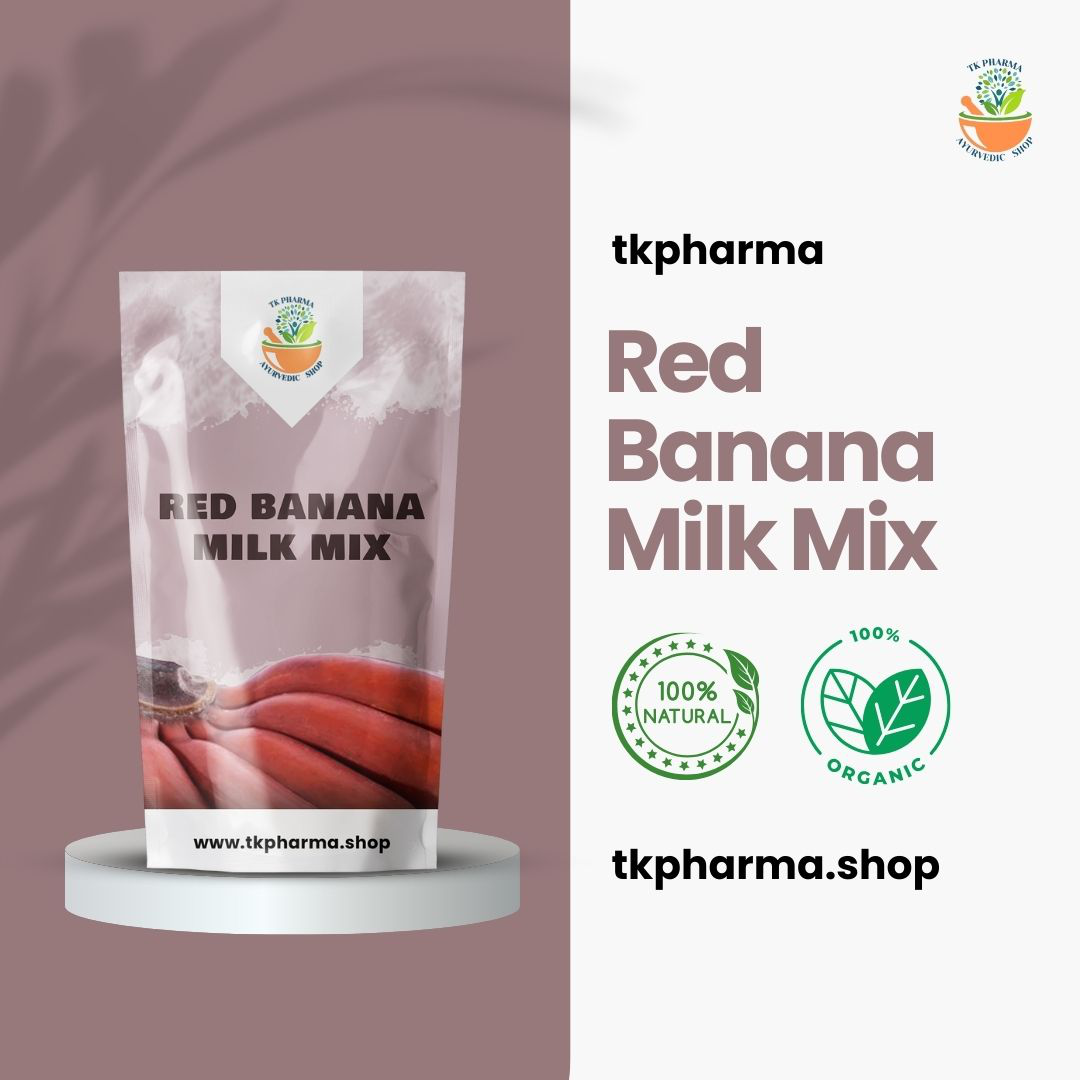 TK PHARMA
AYURVEDIC SHOP
tkpharma
Red
Banana
Milk Mix
100%
NATURAL
100%
ORGANIC
tkpharma.shop
TK PHARMA
AYURVEDIC SHOP
RED BANANA
MILK MIX
www.tkpharma.shop